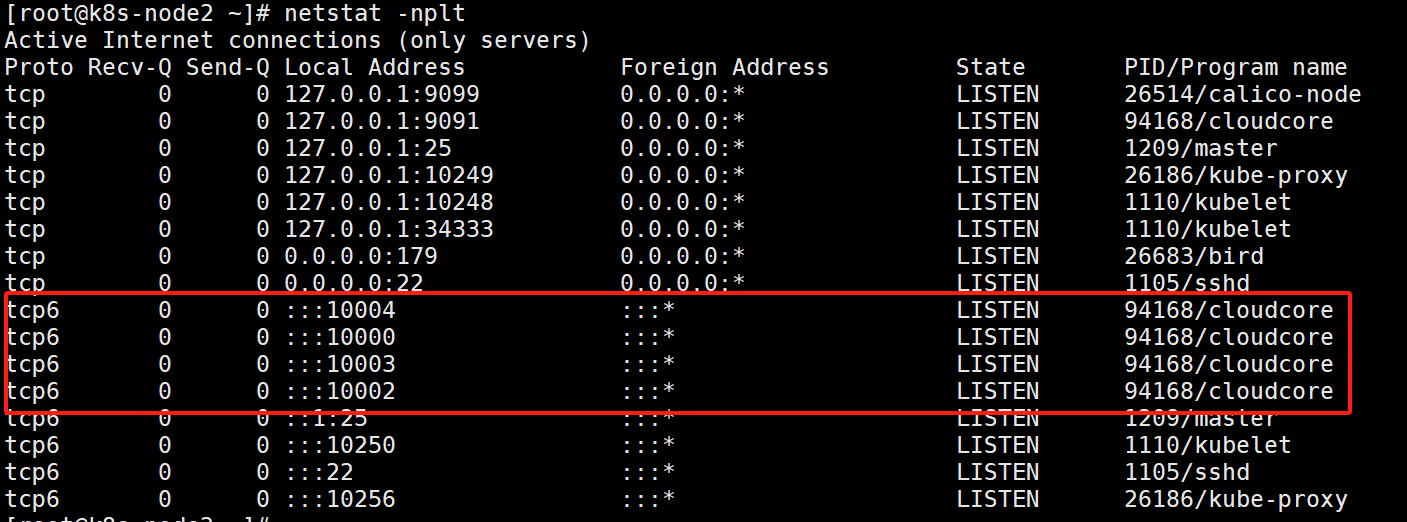 [root@k8s-node2 ~]# netstat -nplt
Active Internet connections (only servers)
Proto Recv-Q Send-Q Local Address           Foreign Address         State       PID/Program name
tcp        0      0 127.0.0.1:9099          0.0.0.0:*               LISTEN      26514/calico-node
tcp        0      0 127.0.0.1:9091          0.0.0.0:*               LISTEN      94168/cloudcore
tcp        0      0 127.0.0.1:25            0.0.0.0:*               LISTEN      1209/master
tcp        0      0 127.0.0.1:10249         0.0.0.0:*               LISTEN      26186/kube-proxy
tcp        0      0 127.0.0.1:10248         0.0.0.0:*               LISTEN      1110/kubelet
tcp        0      0 127.0.0.1:34333         0.0.0.0:*               LISTEN      1110/kubelet
tcp        0      0 0.0.0.0:179             0.0.0.0:*               LISTEN      26683/bird
tcp        0      0 0.0.0.0:22              0.0.0.0:*               LISTEN      1105/sshd
tcp6       0      0 :::10004                :::*                    LISTEN      94168/cloudcore
tcp6       0      0 :::10000                :::*                    LISTEN      94168/cloudcore
tcp6       0      0 :::10003                :::*                    LISTEN      94168/cloudcore
tcp6       0      0 :::10002                :::*                    LISTEN      94168/cloudcore
tcp6       0      0 ::1:25                  :::*                    LISTEN      1209/master
tcp6       0      0 :::10250                :::*                    LISTEN      1110/kubelet
tcp6       0      0 :::22                   :::*                    LISTEN      1105/sshd
tcp6       0      0 :::10256                :::*                    LISTEN      26186/kube-proxy
[root@k8s-node2 ~]#